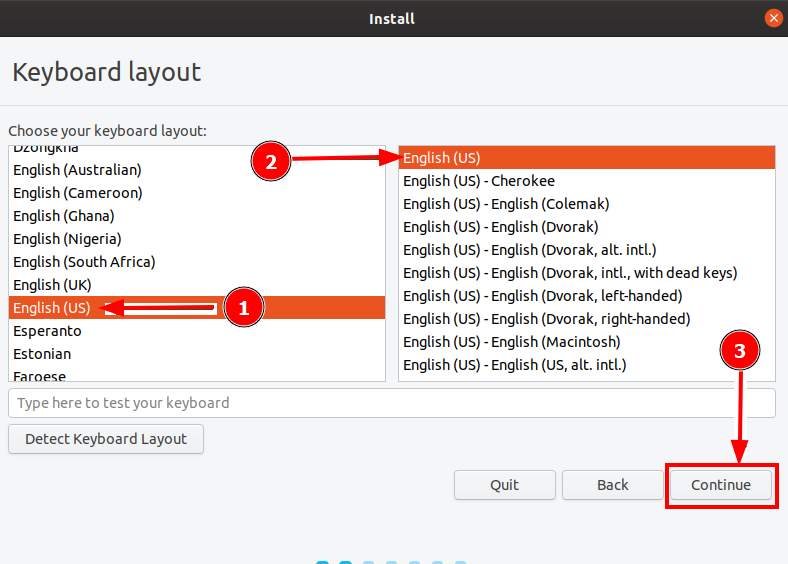 Install
Keyboard layout
Choose your keyboard layout:
Dzongkha
English (Australian)
English (Cameroon)
English (Ghana)
English (Nigeria)
English (South Africa)
English (UK)
English (US)
Esperanto
Estonian
Faroese
1
2
English (US)
English (US) - Cherokee
English (US) - English (Colemak)
English (US) - English (Dvorak)
English (US) - English (Dvorak, alt. intl.)
English (US) - English (Dvorak, intl., with dead keys)
English (US) - English (Dvorak, left-handed)
English (US) - English (Dvorak, right-handed)
English (US) - English (Macintosh)
English (US) - English (US, alt. intl.)
3
Type here to test your keyboard
Detect Keyboard Layout
Quit
Back
Continue